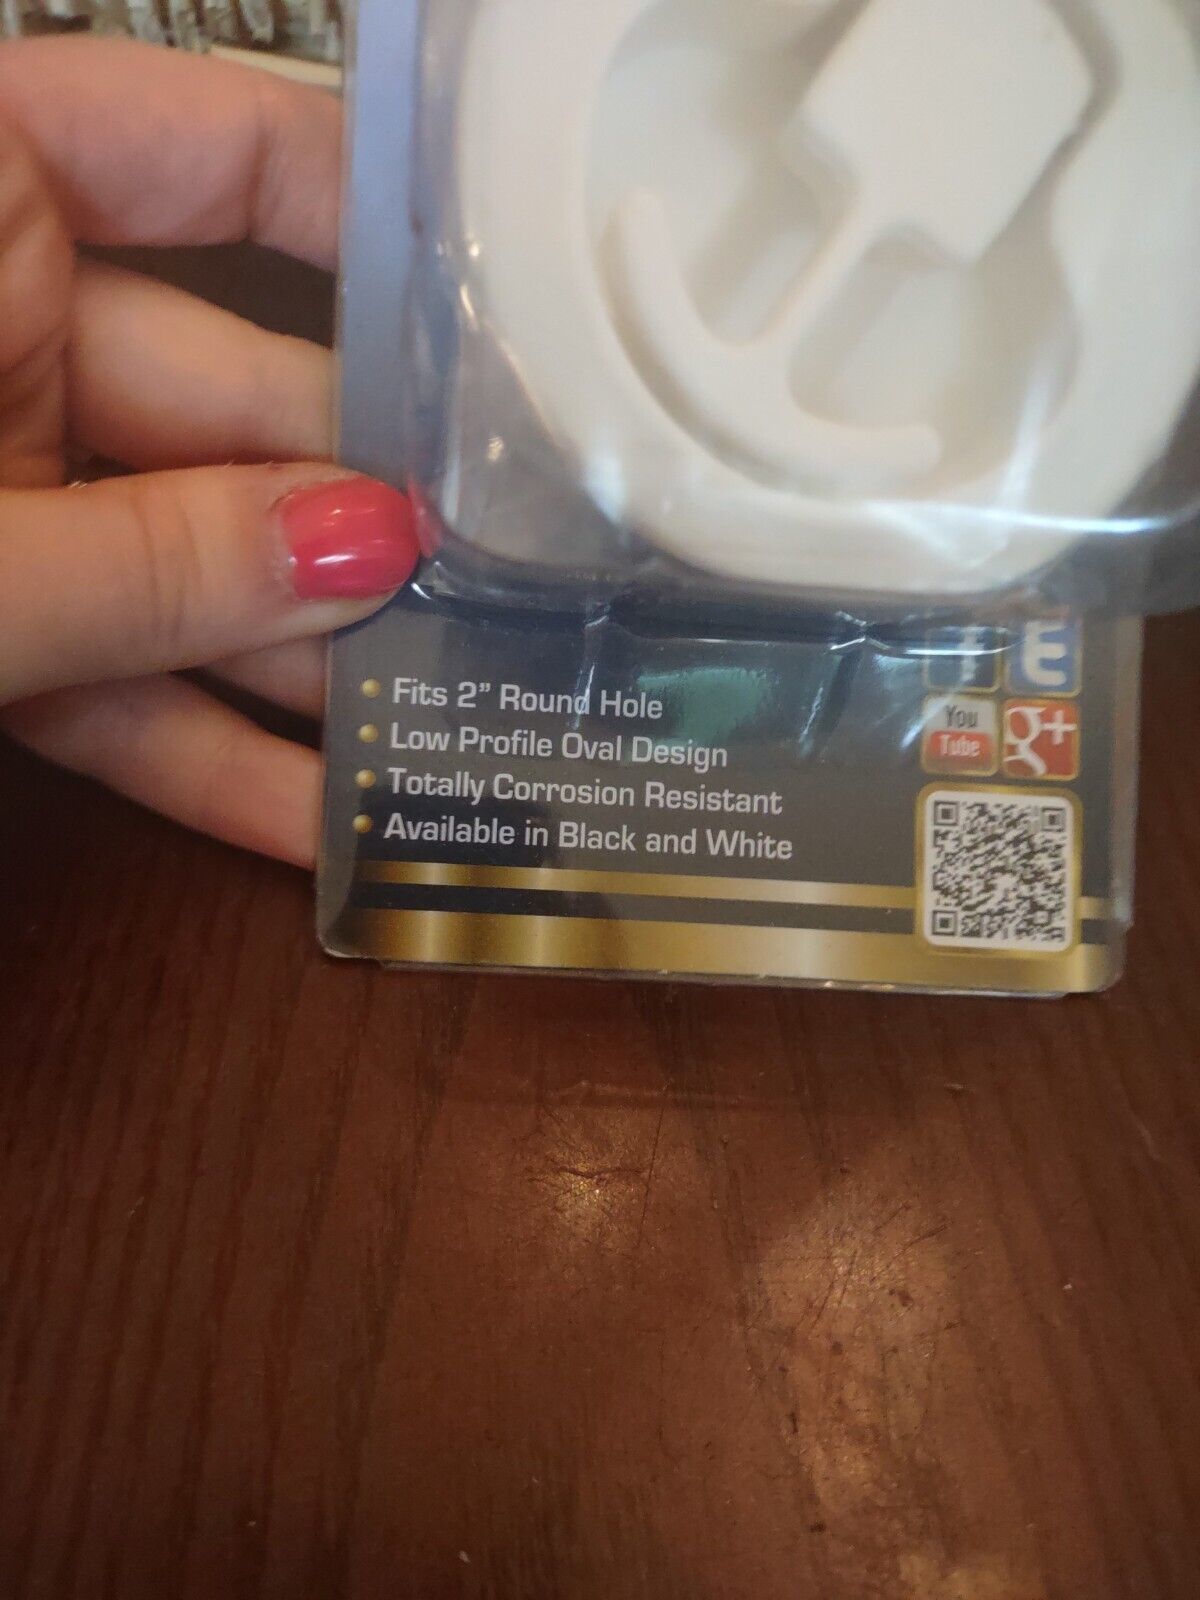 Fits 2” Round Hole
Low Profile Oval Design
You
Tube
g+
Totally Corrosion Resistant
Available in Black and White